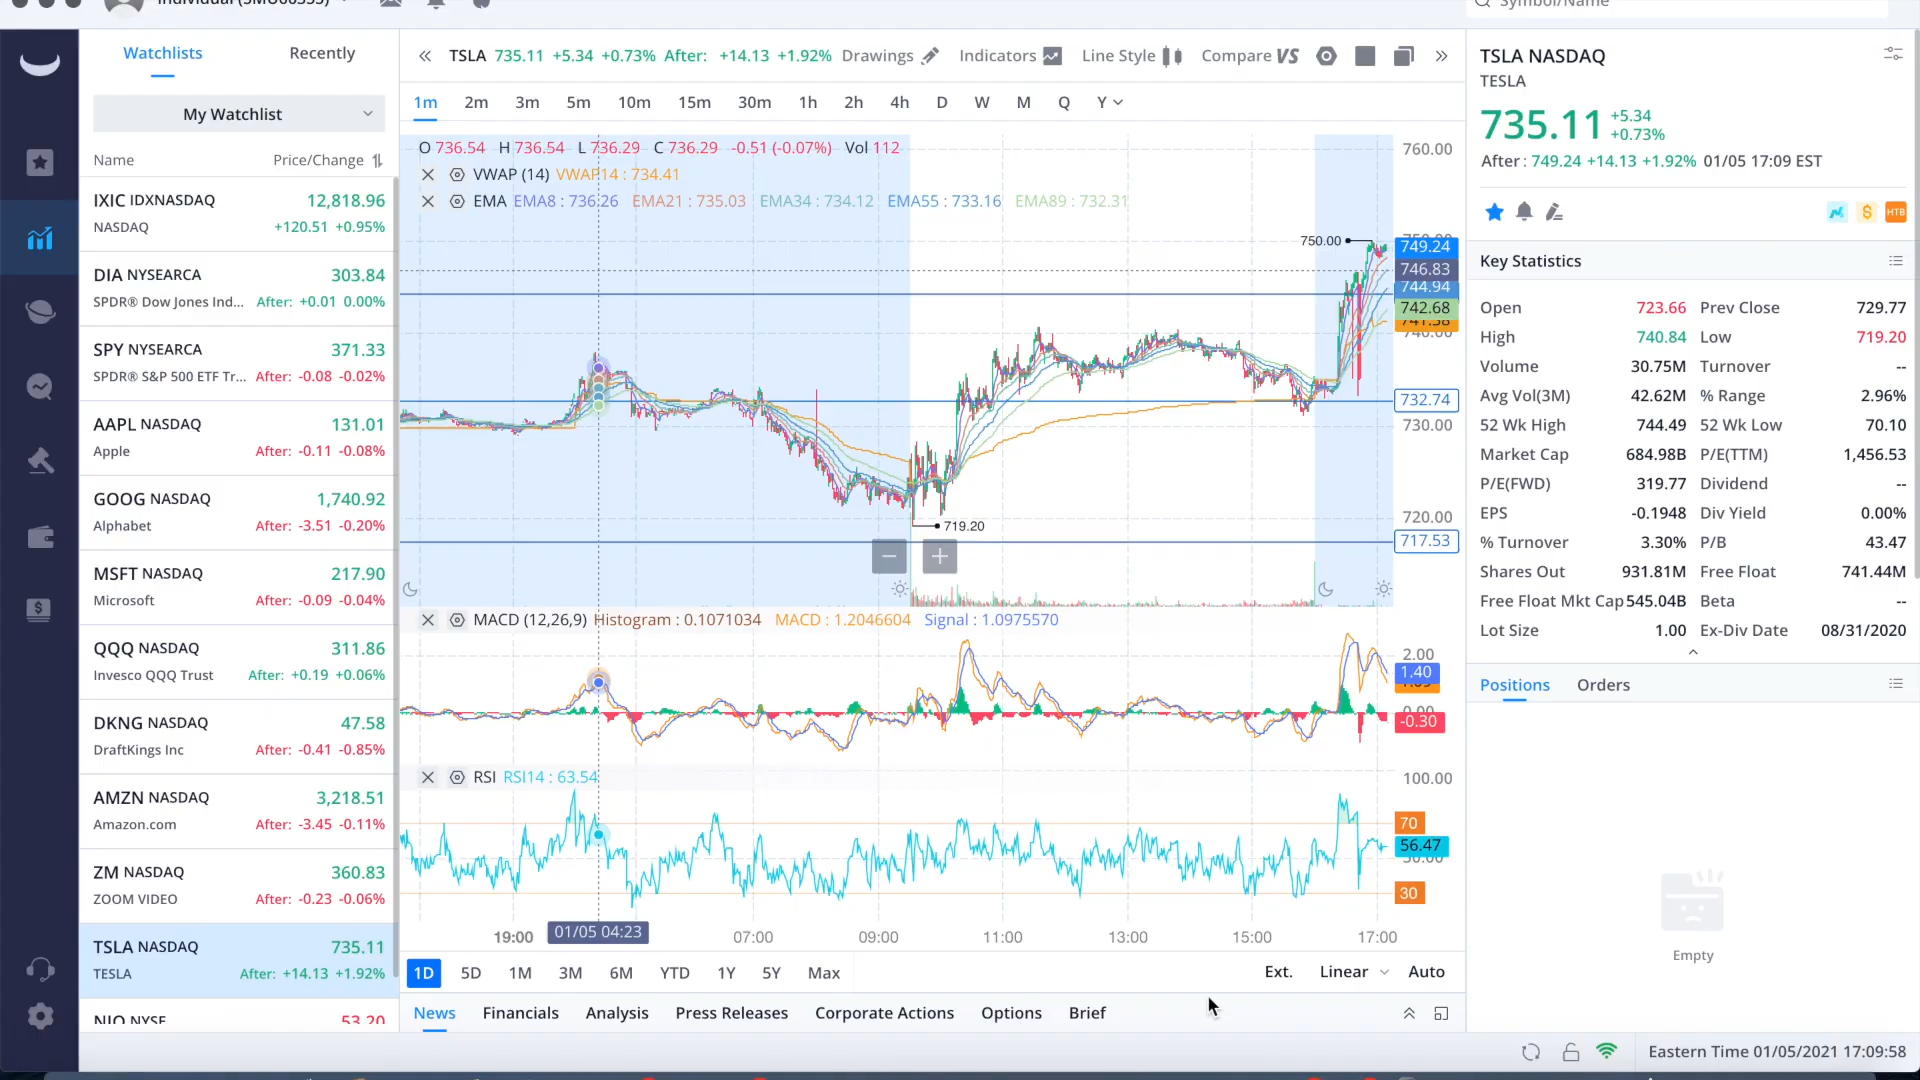 Watchlists Recently
My Watchlist
Name Price/Change
IXIC IDXNASDAQ 12,818.96
NASDAQ +120.51 +0.95%
DIA NYSEARCA 303.84
SPDR® Dow Jones Ind... After: +0.01 0.00%
SPY NYSEARCA 371.33
SPDR® S&P 500 ETF Tr... After: -0.08 -0.02%
AAPL NASDAQ 131.01
Apple After: -0.11 -0.08%
GOOG NASDAQ 1,740.92
Alphabet After: -3.51 -0.20%
MSFT NASDAQ 217.90
Microsoft After: -0.09 -0.04%
QQQ NASDAQ 311.86
Invesco QQQ Trust After: +0.19 +0.06%
DKNG NASDAQ 47.58
DraftKings Inc After: -0.41 -0.85%
AMZN NASDAQ 3,218.51
Amazon.com After: -3.45 -0.11%
ZM NASDAQ 360.83
ZOOM VIDEO After: -0.23 -0.06%
TSLA NASDAQ 735.11
TESLA After: +14.13 +1.92%
NIO NYSE 53.20
TSLA 735.11 +5.34 +0.73% After: +14.13 +1.92% Drawings Indicators Line Style Compare VS
1m 2m 3m 5m 10m 15m 30m 1h 2h 4h D W M Q Y
O 736.54 H 736.54 L 736.29 C 736.29 -0.51 (-0.07%) Vol 112
VWAP (14) VWAP14 : 734.41
EMA EMA8 : 736.26 EMA21 : 735.03 EMA34 : 734.12 EMA55 : 733.16 EMA89 : 732.31
760.00
750.00
749.24
746.83
744.94
742.68
740.00
732.74
730.00
720.00
719.20
717.53
MACD (12,26,9) Histogram : 0.1071034 MACD : 1.2046604 Signal : 1.0975570
2.00
1.40
-0.30
RSI RSI14 : 63.54
100.00
70
56.47
30
19:00 01/05 04:23 07:00 09:00 11:00 13:00 15:00 17:00
1D 5D 1M 3M 6M YTD 1Y 5Y Max Ext. Linear Auto
News Financials Analysis Press Releases Corporate Actions Options Brief
TSLA NASDAQ
TESLA
735.11 +5.34
+0.73%
After : 749.24 +14.13 +1.92% 01/05 17:09 EST
HTB
Key Statistics
Open 723.66 Prev Close 729.77
High 740.84 Low 719.20
Volume 30.75M Turnover --
Avg Vol(3M) 42.62M % Range 2.96%
52 Wk High 744.49 52 Wk Low 70.10
Market Cap 684.98B P/E(TTM) 1,456.53
P/E(FWD) 319.77 Dividend --
EPS -0.1948 Div Yield 0.00%
% Turnover 3.30% P/B 43.47
Shares Out 931.81M Free Float 741.44M
Free Float Mkt Cap 545.04B Beta --
Lot Size 1.00 Ex-Div Date 08/31/2020
Positions Orders
Empty
Eastern Time 01/05/2021 17:09:58